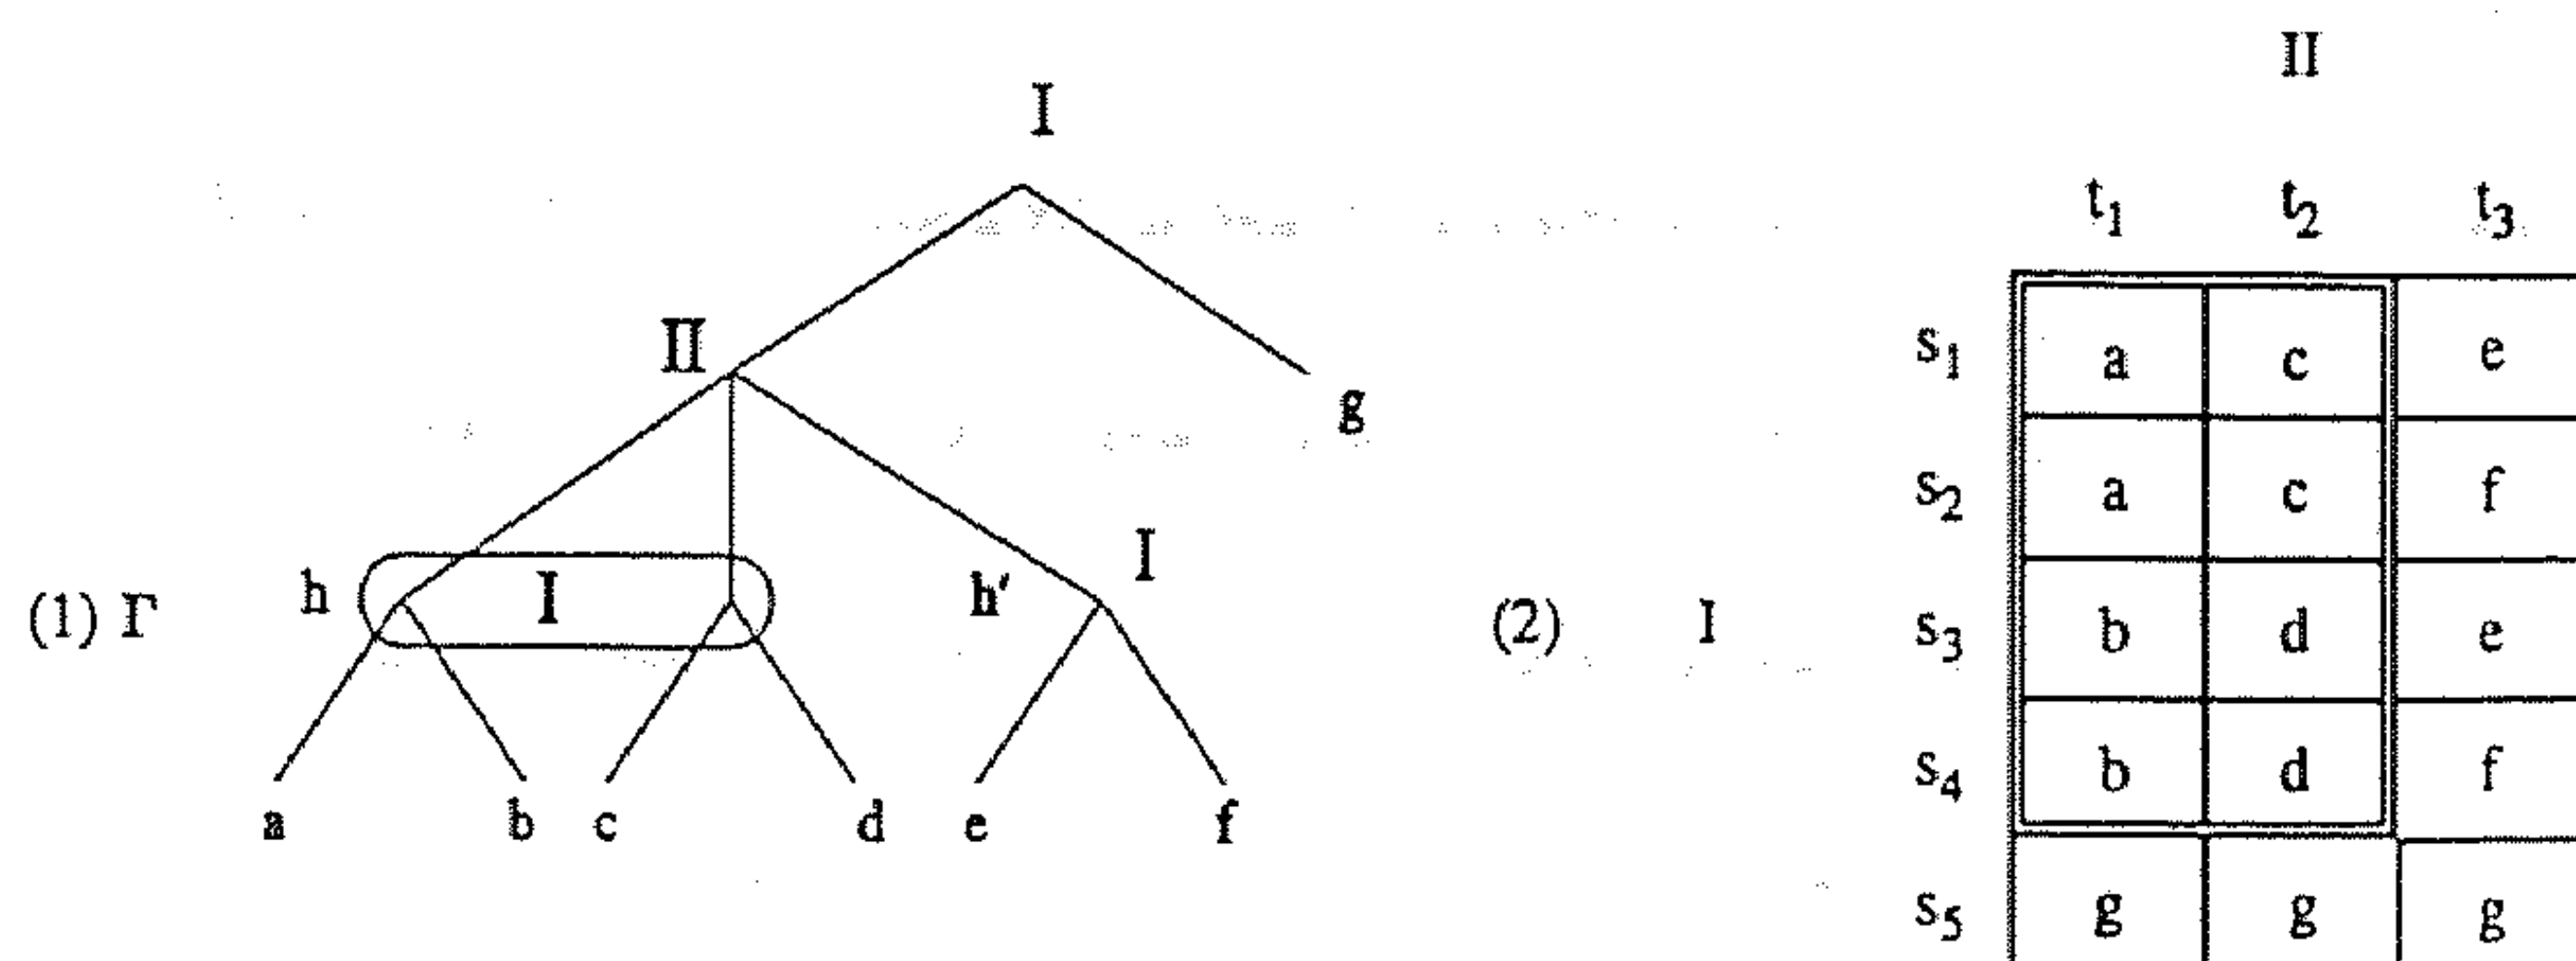 I
II
g
h I h′ I
(1) Γ
a b c d e f
II
t1 t2 t3
(2) I
s1 a c e
s2 a c f
s3 b d e
s4 b d f
s5 g g g